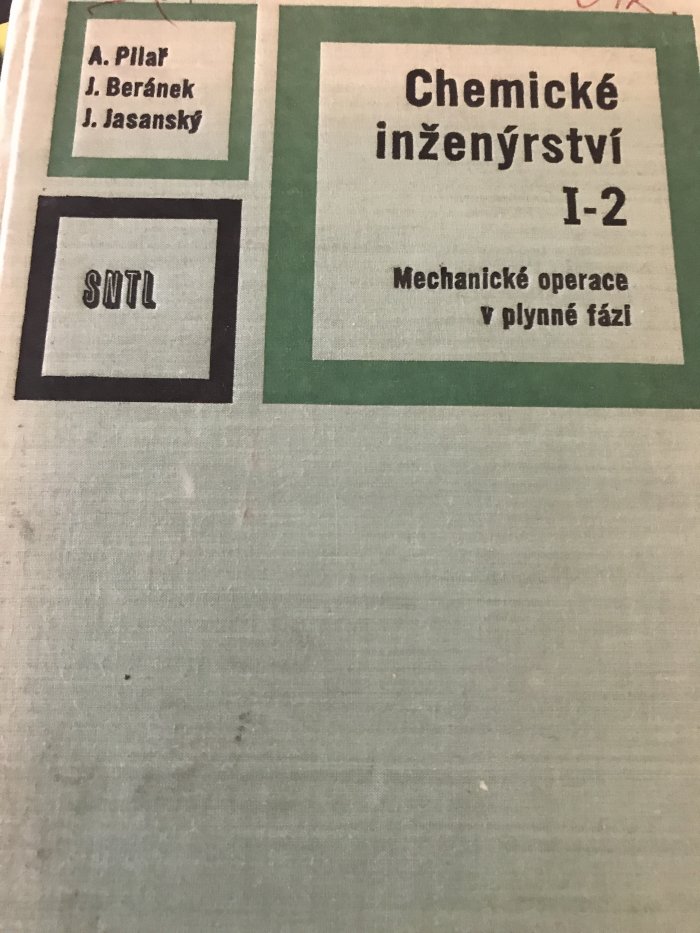 A. Pilař
J. Beránek
J. Jasanský
SNTL
Chemické
inženýrství
I-2
Mechanické operace
v plynné fázi